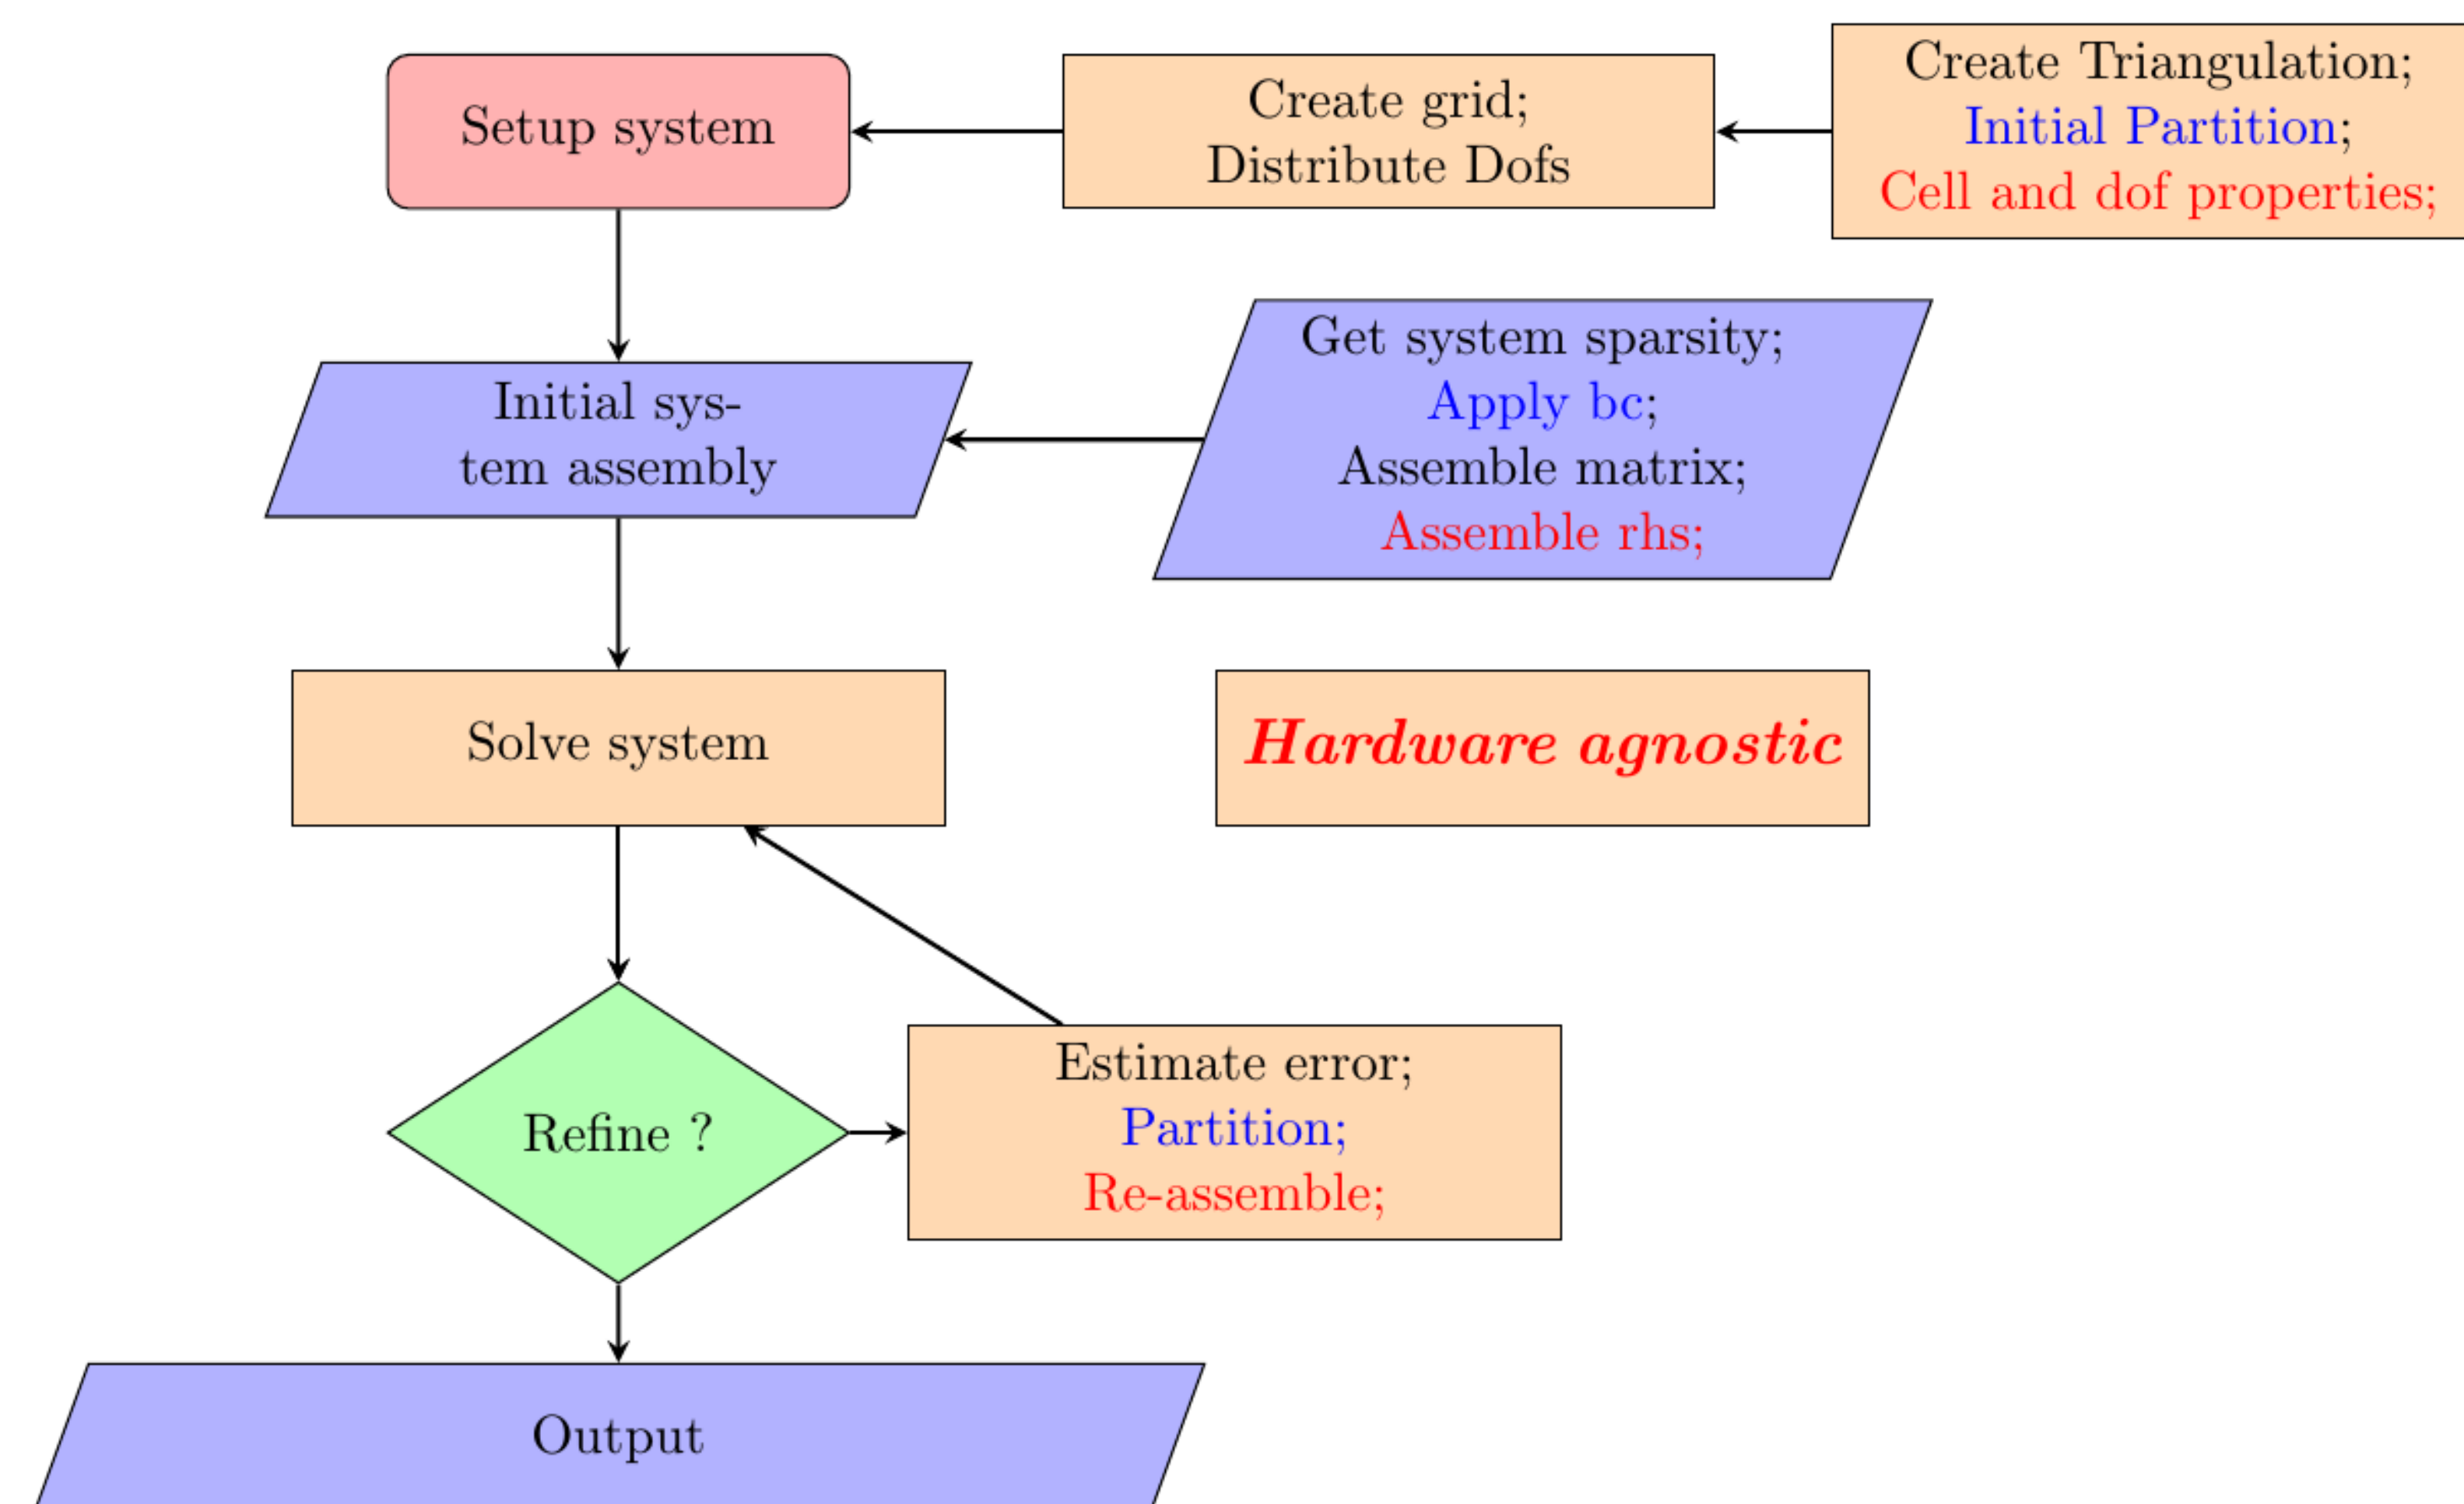 Setup system
Create grid;
Distribute Dofs
Create Triangulation;
Initial Partition;
Cell and dof properties;
Initial sys-
tem assembly
Get system sparsity;
Apply bc;
Assemble matrix;
Assemble rhs;
Solve system
Hardware agnostic
Refine ?
Estimate error;
Partition;
Re-assemble;
Output